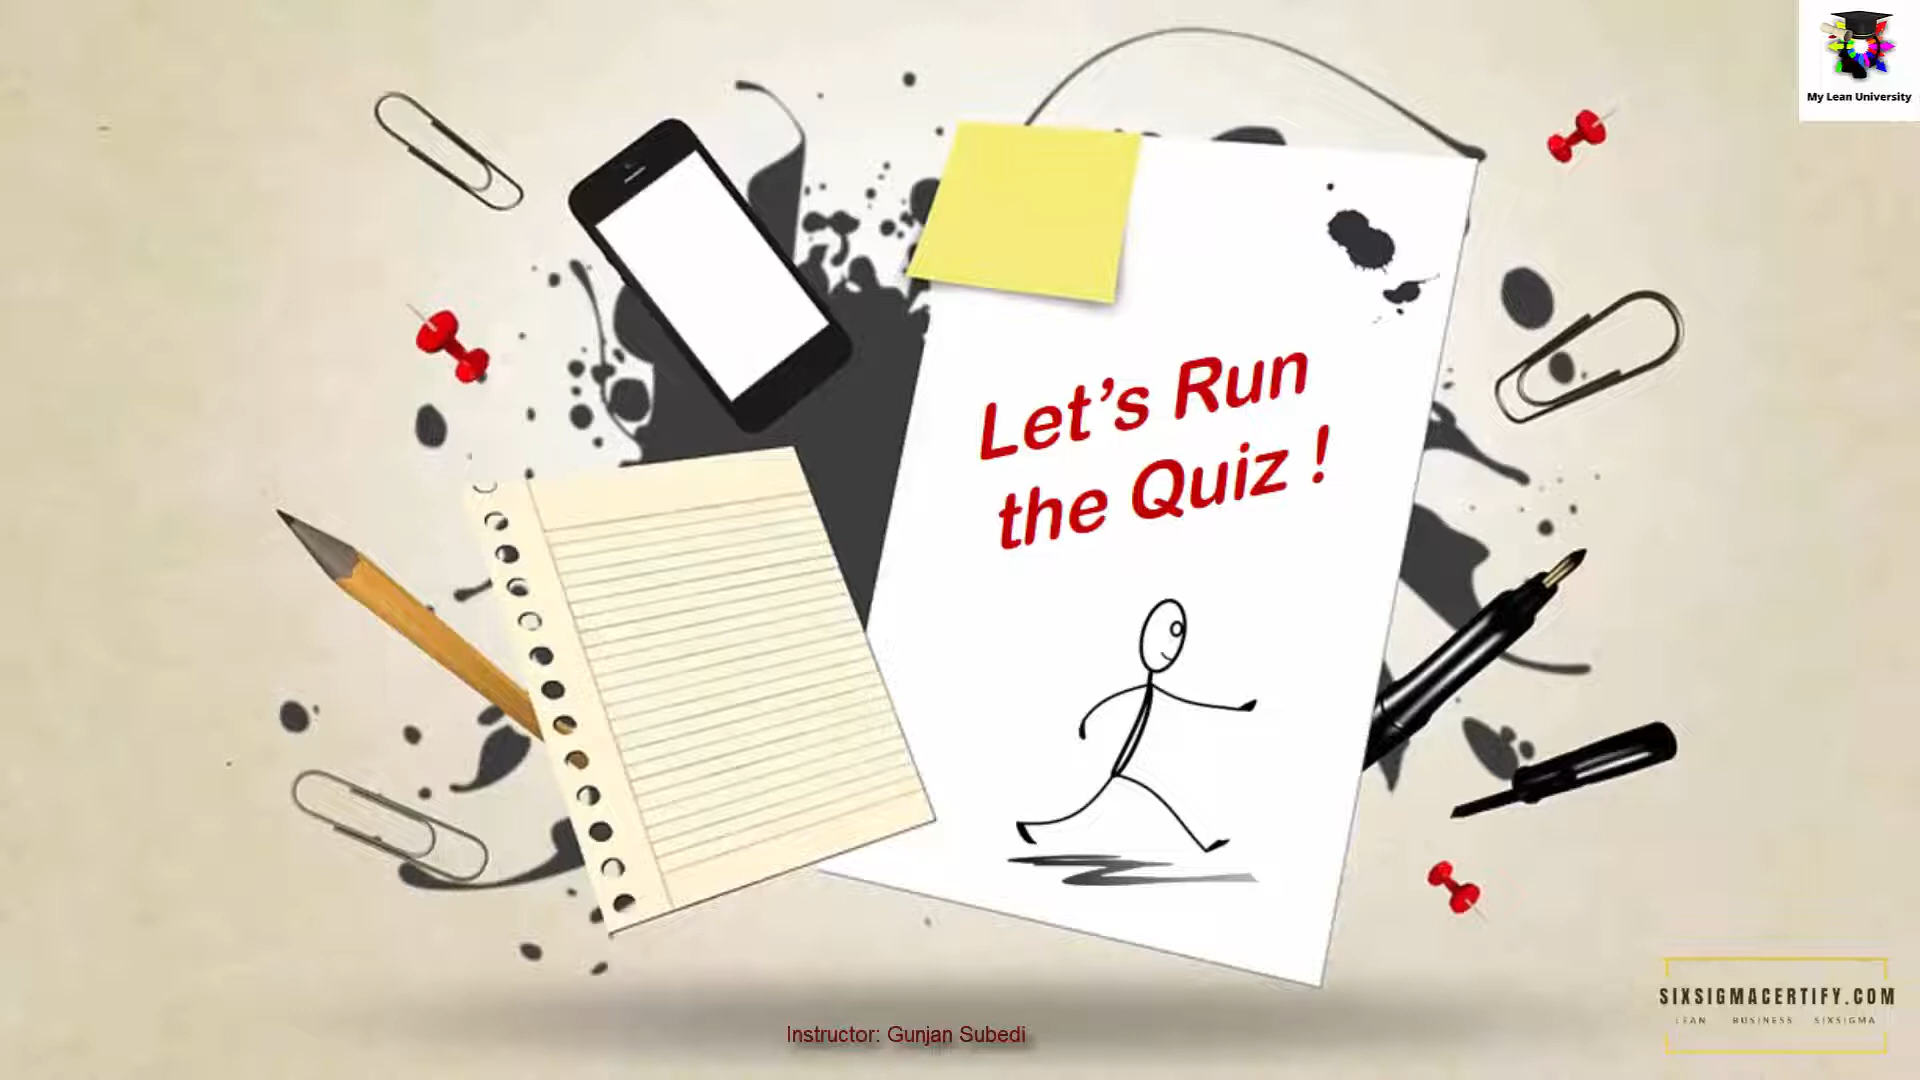 My Lean University
Let's Run
the Quiz !
SIXSIGMACERTIFY.COM
LEAN BUSINESS SIXSIGMA
Instructor: Gunjan Subedi